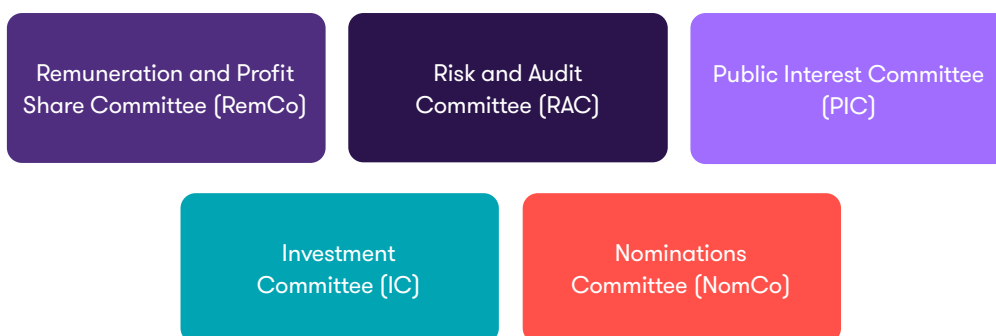 Remuneration and Profit
Share Committee (RemCo)
Risk and Audit
Committee (RAC)
Public Interest Committee
(PIC)
Investment
Committee (IC)
Nominations
Committee (NomCo)